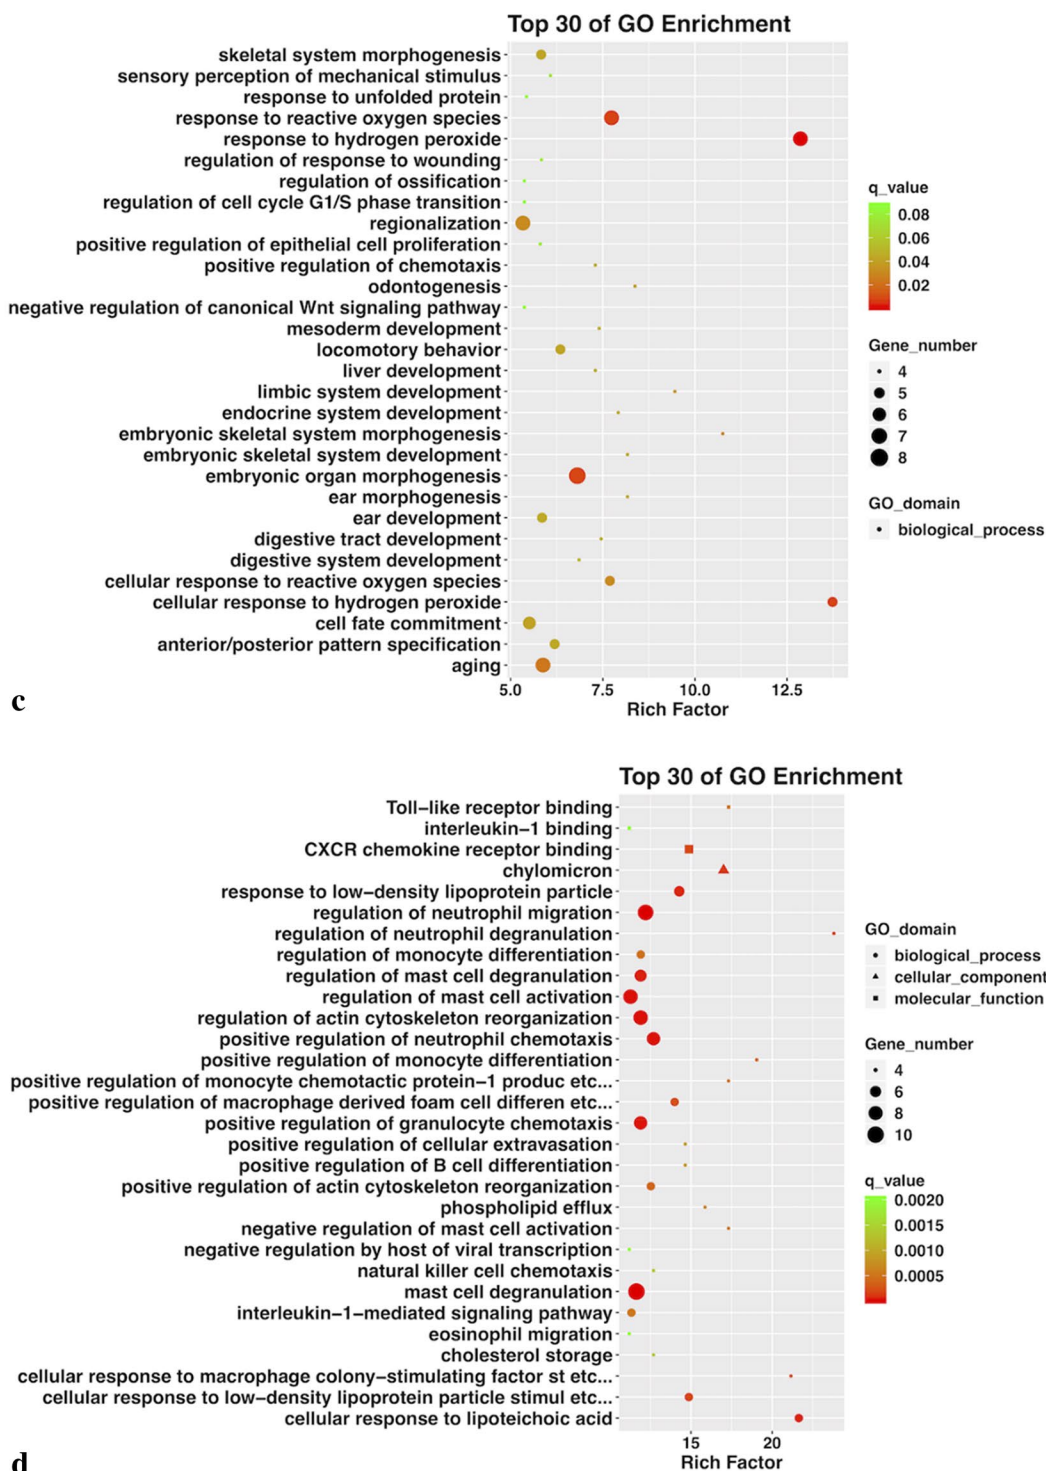 Top 30 of GO Enrichment
skeletal system morphogenesis
sensory perception of mechanical stimulus
response to unfolded protein
response to reactive oxygen species
response to hydrogen peroxide
regulation of response to wounding
regulation of ossification
regulation of cell cycle G1/S phase transition
regionalization
positive regulation of epithelial cell proliferation
positive regulation of chemotaxis
odontogenesis
negative regulation of canonical Wnt signaling pathway
mesoderm development
locomotory behavior
liver development
limbic system development
endocrine system development
embryonic skeletal system morphogenesis
embryonic skeletal system development
embryonic organ morphogenesis
ear morphogenesis
ear development
digestive tract development
digestive system development
cellular response to reactive oxygen species
cellular response to hydrogen peroxide
cell fate commitment
anterior/posterior pattern specification
aging
5.0 7.5 10.0 12.5
Rich Factor
q_value
0.08
0.06
0.04
0.02
Gene_number
4
5
6
7
8
GO_domain
biological_process
c
Top 30 of GO Enrichment
Toll−like receptor binding
interleukin−1 binding
CXCR chemokine receptor binding
chylomicron
response to low−density lipoprotein particle
regulation of neutrophil migration
regulation of neutrophil degranulation
regulation of monocyte differentiation
regulation of mast cell degranulation
regulation of mast cell activation
regulation of actin cytoskeleton reorganization
positive regulation of neutrophil chemotaxis
positive regulation of monocyte differentiation
positive regulation of monocyte chemotactic protein−1 produc etc...
positive regulation of macrophage derived foam cell differen etc...
positive regulation of granulocyte chemotaxis
positive regulation of cellular extravasation
positive regulation of B cell differentiation
positive regulation of actin cytoskeleton reorganization
phospholipid efflux
negative regulation of mast cell activation
negative regulation by host of viral transcription
natural killer cell chemotaxis
mast cell degranulation
interleukin−1−mediated signaling pathway
eosinophil migration
cholesterol storage
cellular response to macrophage colony−stimulating factor st etc...
cellular response to low−density lipoprotein particle stimul etc...
cellular response to lipoteichoic acid
15 20
Rich Factor
GO_domain
biological_process
cellular_component
molecular_function
Gene_number
4
6
8
10
q_value
0.0020
0.0015
0.0010
0.0005
d